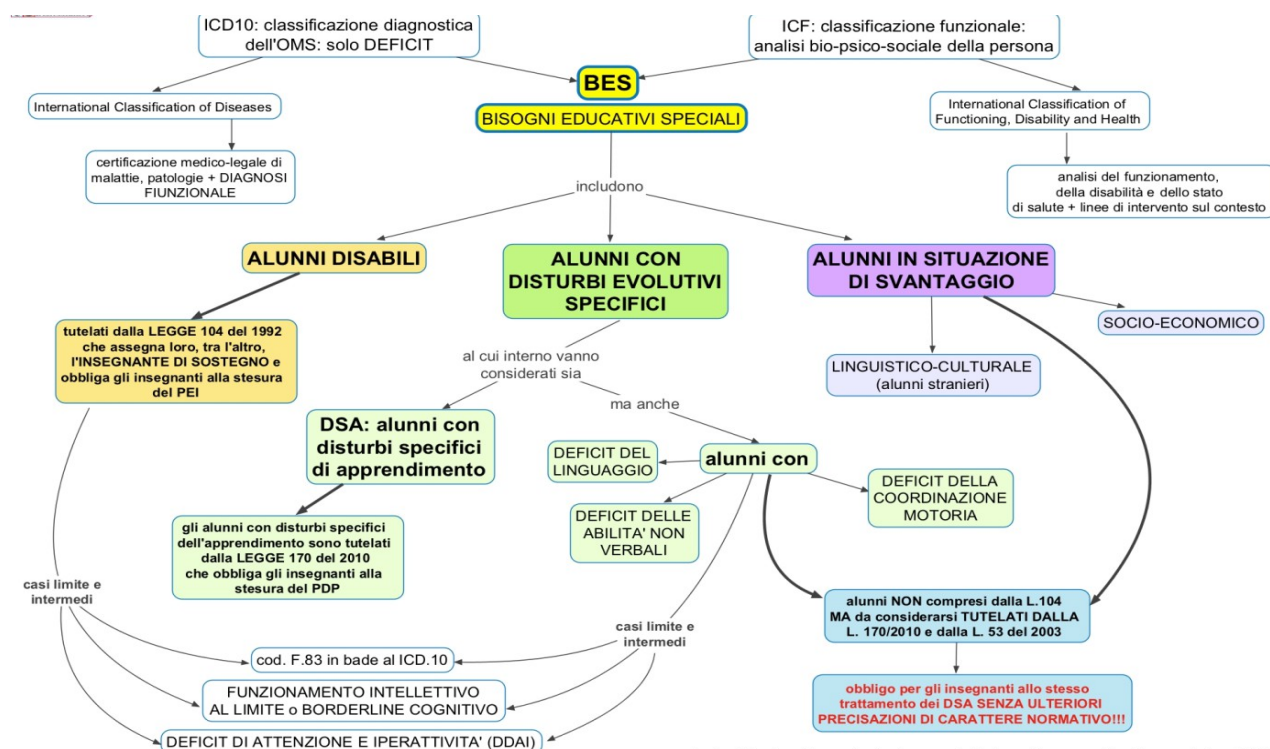 ICD10: classificazione diagnostica
dell'OMS: solo DEFICIT
ICF: classificazione funzionale:
analisi bio-psico-sociale della persona
BES
BISOGNI EDUCATIVI SPECIALI
International Classification of Diseases
International Classification of
Functioning, Disability and Health
certificazione medico-legale di
malattie, patologie + DIAGNOSI
FIUNZIONALE
analisi del funzionamento,
della disabilità e dello stato
di salute + linee di intervento sul contesto
includono
ALUNNI DISABILI
ALUNNI CON
DISTURBI EVOLUTIVI
SPECIFICI
ALUNNI IN SITUAZIONE
DI SVANTAGGIO
tutelati dalla LEGGE 104 del 1992
che assegna loro, tra l'altro,
l'INSEGNANTE DI SOSTEGNO e
obbliga gli insegnanti alla stesura
del PEI
SOCIO-ECONOMICO
LINGUISTICO-CULTURALE
(alunni stranieri)
al cui interno vanno
considerati sia
ma anche
DSA: alunni con
disturbi specifici
di apprendimento
alunni con
DEFICIT DEL
LINGUAGGIO
DEFICIT DELLE
ABILITA' NON
VERBALI
DEFICIT DELLA
COORDINAZIONE
MOTORIA
gli alunni con disturbi specifici
dell'apprendimento sono tutelati
dalla LEGGE 170 del 2010
che obbliga gli insegnanti alla
stesura del PDP
casi limite e
intermedi
casi limite e
intermedi
alunni NON compresi dalla L.104
MA da considerarsi TUTELATI DALLA
L. 170/2010 e dalla L. 53 del 2003
cod. F.83 in bade al ICD.10
FUNZIONAMENTO INTELLETTIVO
AL LIMITE o BORDERLINE COGNITIVO
DEFICIT DI ATTENZIONE E IPERATTIVITA' (DDAI)
obbligo per gli insegnanti allo stesso
trattamento dei DSA SENZA ULTERIORI
PRECISAZIONI DI CARATTERE NORMATIVO!!!